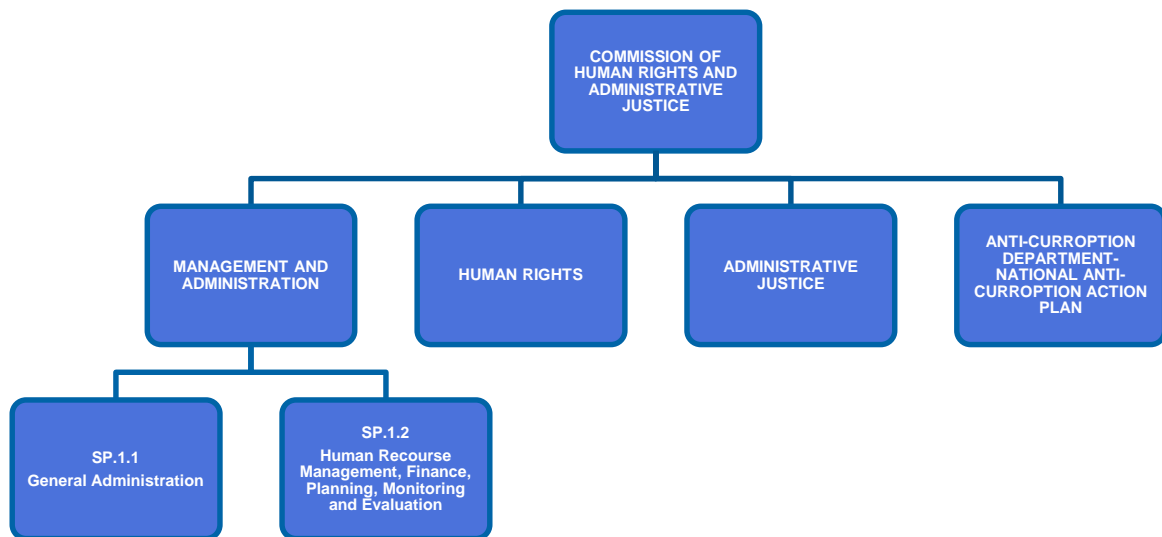 COMMISSION OF
HUMAN RIGHTS AND
ADMINISTRATIVE
JUSTICE
MANAGEMENT AND
ADMINISTRATION
HUMAN RIGHTS
ADMINISTRATIVE
JUSTICE
ANTI-CURROPTION
DEPARTMENT-
NATIONAL ANTI-
CURROPTION ACTION
PLAN
SP.1.1
General Administration
SP.1.2
Human Recourse
Management, Finance,
Planning, Monitoring
and Evaluation